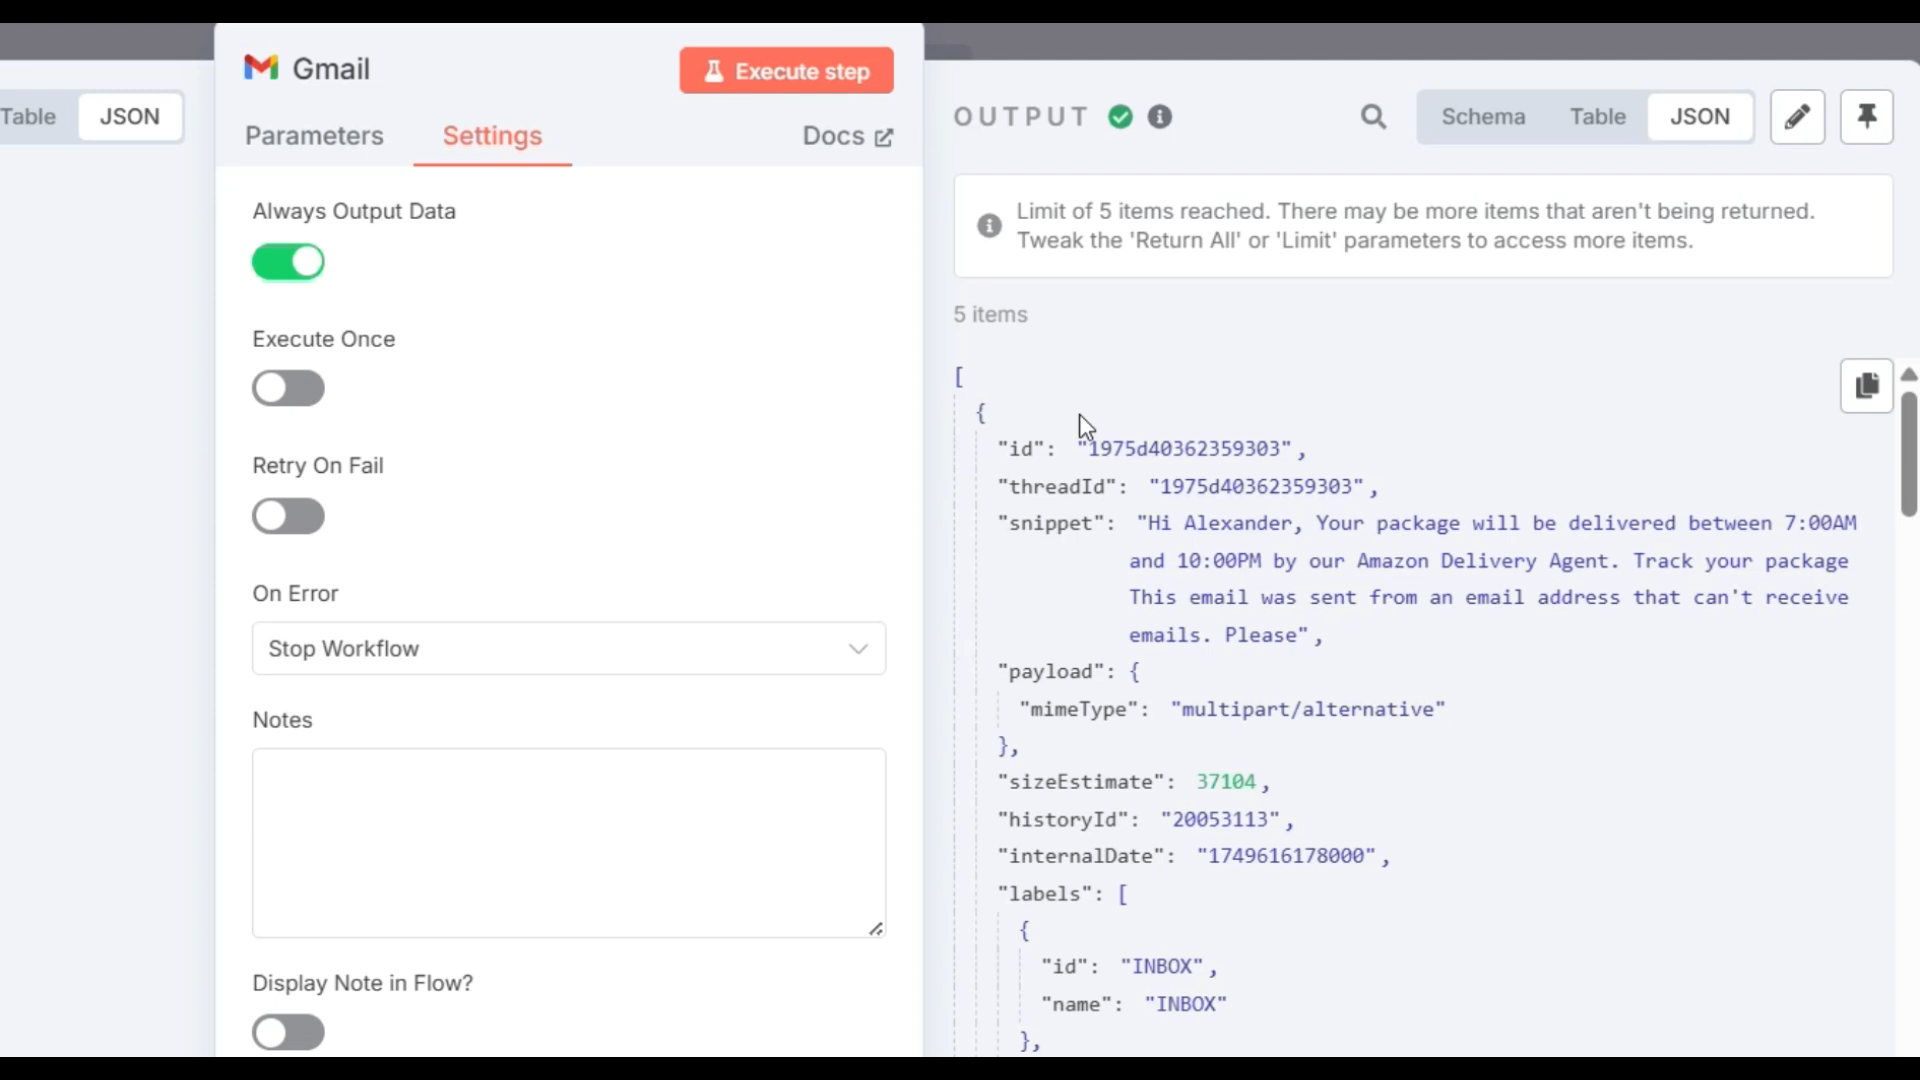 Table JSON
Gmail
Execute step
Parameters Settings Docs
Always Output Data
Execute Once
Retry On Fail
On Error
Stop Workflow
Notes
Display Note in Flow?
OUTPUT
Schema Table JSON
Limit of 5 items reached. There may be more items that aren't being returned.
Tweak the 'Return All' or 'Limit' parameters to access more items.
5 items
[
{
"id": "1975d40362359303",
"threadId": "1975d40362359303",
"snippet": "Hi Alexander, Your package will be delivered between 7:00AM
and 10:00PM by our Amazon Delivery Agent. Track your package
This email was sent from an email address that can't receive
emails. Please",
"payload": {
"mimeType": "multipart/alternative"
},
"sizeEstimate": 37104,
"historyId": "20053113",
"internalDate": "1749616178000",
"labels": [
{
"id": "INBOX",
"name": "INBOX"
},